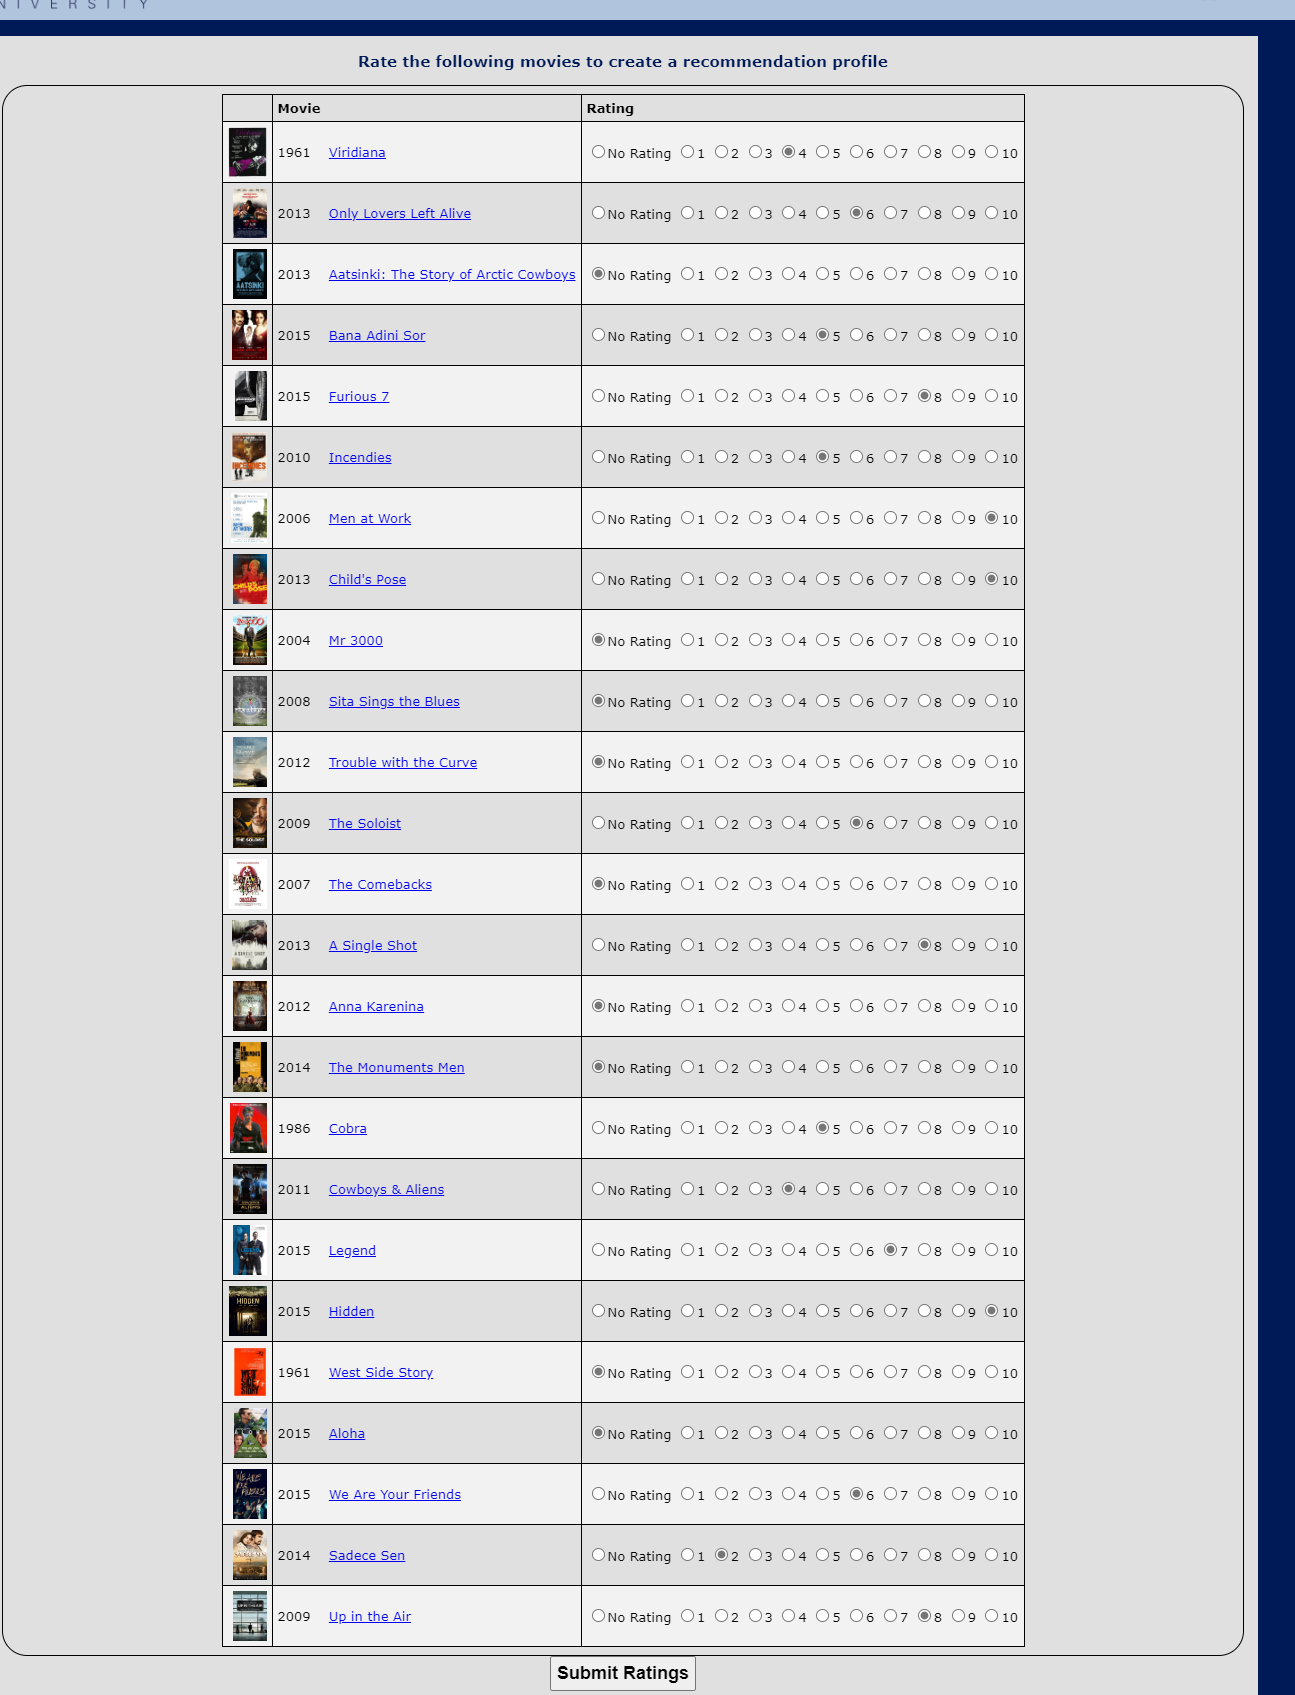 NIVERSITY
Rate the following movies to create a recommendation profile
Movie Rating
1961 Viridiana No Rating 1 2 3 4 5 6 7 8 9 10
2013 Only Lovers Left Alive No Rating 1 2 3 4 5 6 7 8 9 10
2013 Aatsinki: The Story of Arctic Cowboys No Rating 1 2 3 4 5 6 7 8 9 10
2015 Bana Adini Sor No Rating 1 2 3 4 5 6 7 8 9 10
2015 Furious 7 No Rating 1 2 3 4 5 6 7 8 9 10
2010 Incendies No Rating 1 2 3 4 5 6 7 8 9 10
2006 Men at Work No Rating 1 2 3 4 5 6 7 8 9 10
2013 Child's Pose No Rating 1 2 3 4 5 6 7 8 9 10
2004 Mr 3000 No Rating 1 2 3 4 5 6 7 8 9 10
2008 Sita Sings the Blues No Rating 1 2 3 4 5 6 7 8 9 10
2012 Trouble with the Curve No Rating 1 2 3 4 5 6 7 8 9 10
2009 The Soloist No Rating 1 2 3 4 5 6 7 8 9 10
2007 The Comebacks No Rating 1 2 3 4 5 6 7 8 9 10
2013 A Single Shot No Rating 1 2 3 4 5 6 7 8 9 10
2012 Anna Karenina No Rating 1 2 3 4 5 6 7 8 9 10
2014 The Monuments Men No Rating 1 2 3 4 5 6 7 8 9 10
1986 Cobra No Rating 1 2 3 4 5 6 7 8 9 10
2011 Cowboys & Aliens No Rating 1 2 3 4 5 6 7 8 9 10
2015 Legend No Rating 1 2 3 4 5 6 7 8 9 10
2015 Hidden No Rating 1 2 3 4 5 6 7 8 9 10
1961 West Side Story No Rating 1 2 3 4 5 6 7 8 9 10
2015 Aloha No Rating 1 2 3 4 5 6 7 8 9 10
2015 We Are Your Friends No Rating 1 2 3 4 5 6 7 8 9 10
2014 Sadece Sen No Rating 1 2 3 4 5 6 7 8 9 10
2009 Up in the Air No Rating 1 2 3 4 5 6 7 8 9 10
Submit Ratings